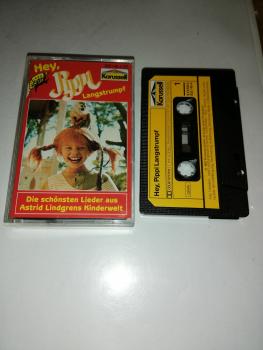 Hey,
Pippi
Langstrumpf
Karussell
Die schönsten Lieder aus
Astrid Lindgrens Kinderwelt
Karussell
1
Hey, Pippi Langstrumpf